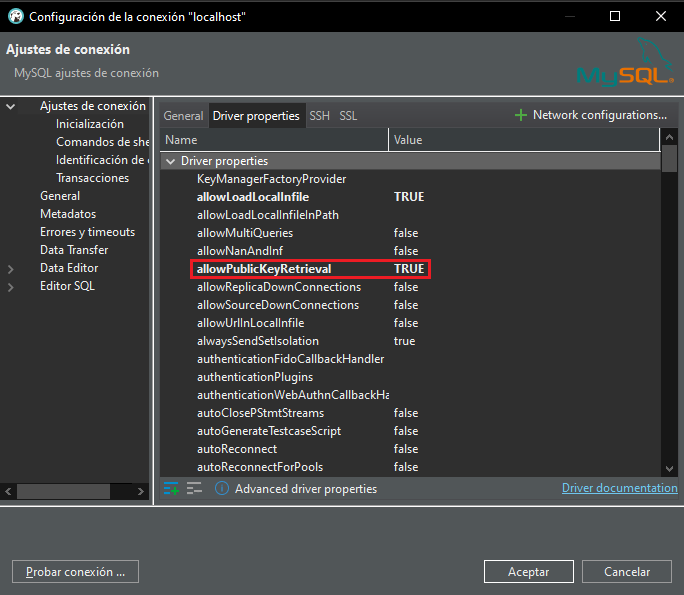 Configuración de la conexión "localhost"
Ajustes de conexión
MySQL ajustes de conexión
MySQL
Ajustes de conexión
Inicialización
Comandos de she
Identificación de
Transacciones
General
Metadatos
Errores y timeouts
Data Transfer
Data Editor
Editor SQL
General Driver properties SSH SSL Network configurations...
Name Value
Driver properties
KeyManagerFactoryProvider
allowLoadLocalInfile TRUE
allowLoadLocalInfileInPath
allowMultiQueries false
allowNanAndInf false
allowPublicKeyRetrieval TRUE
allowReplicaDownConnections false
allowSourceDownConnections false
allowUrlInLocalInfile false
alwaysSendSetIsolation true
authenticationFidoCallbackHandler
authenticationPlugins
authenticationWebAuthnCallbackHa
autoClosePStmtStreams false
autoGenerateTestcaseScript false
autoReconnect false
autoReconnectForPools false
Advanced driver properties Driver documentation
Probar conexión ... Aceptar Cancelar